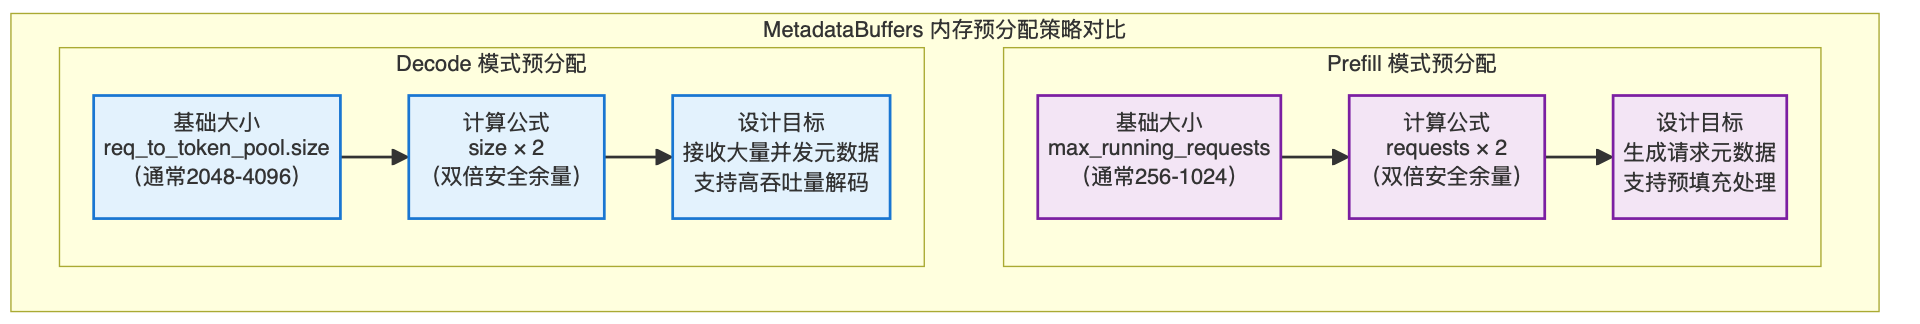 MetadataBuffers 内存预分配策略对比
Decode 模式预分配
基础大小
req_to_token_pool.size
（通常2048-4096）
计算公式
size × 2
（双倍安全余量）
设计目标
接收大量并发元数据
支持高吞吐量解码
Prefill 模式预分配
基础大小
max_running_requests
（通常256-1024）
计算公式
requests × 2
（双倍安全余量）
设计目标
生成请求元数据
支持预填充处理